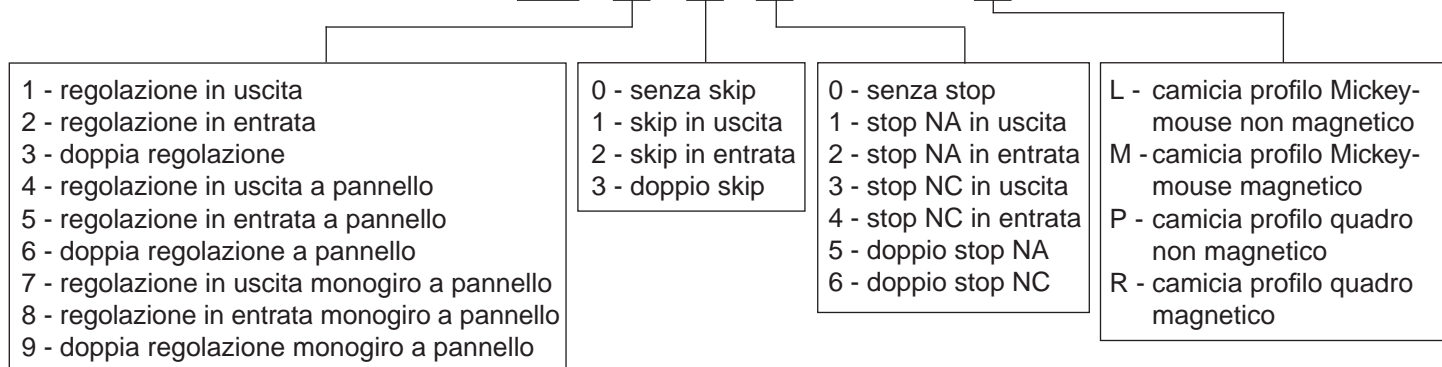 1 - regolazione in uscita
2 - regolazione in entrata
3 - doppia regolazione
4 - regolazione in uscita a pannello
5 - regolazione in entrata a pannello
6 - doppia regolazione a pannello
7 - regolazione in uscita monogiro a pannello
8 - regolazione in entrata monogiro a pannello
9 - doppia regolazione monogiro a pannello
0 - senza skip
1 - skip in uscita
2 - skip in entrata
3 - doppio skip
0 - senza stop
1 - stop NA in uscita
2 - stop NA in entrata
3 - stop NC in uscita
4 - stop NC in entrata
5 - doppio stop NA
6 - doppio stop NC
L - camicia profilo Mickey-
mouse non magnetico
M - camicia profilo Mickey-
mouse magnetico
P - camicia profilo quadro
non magnetico
R - camicia profilo quadro
magnetico